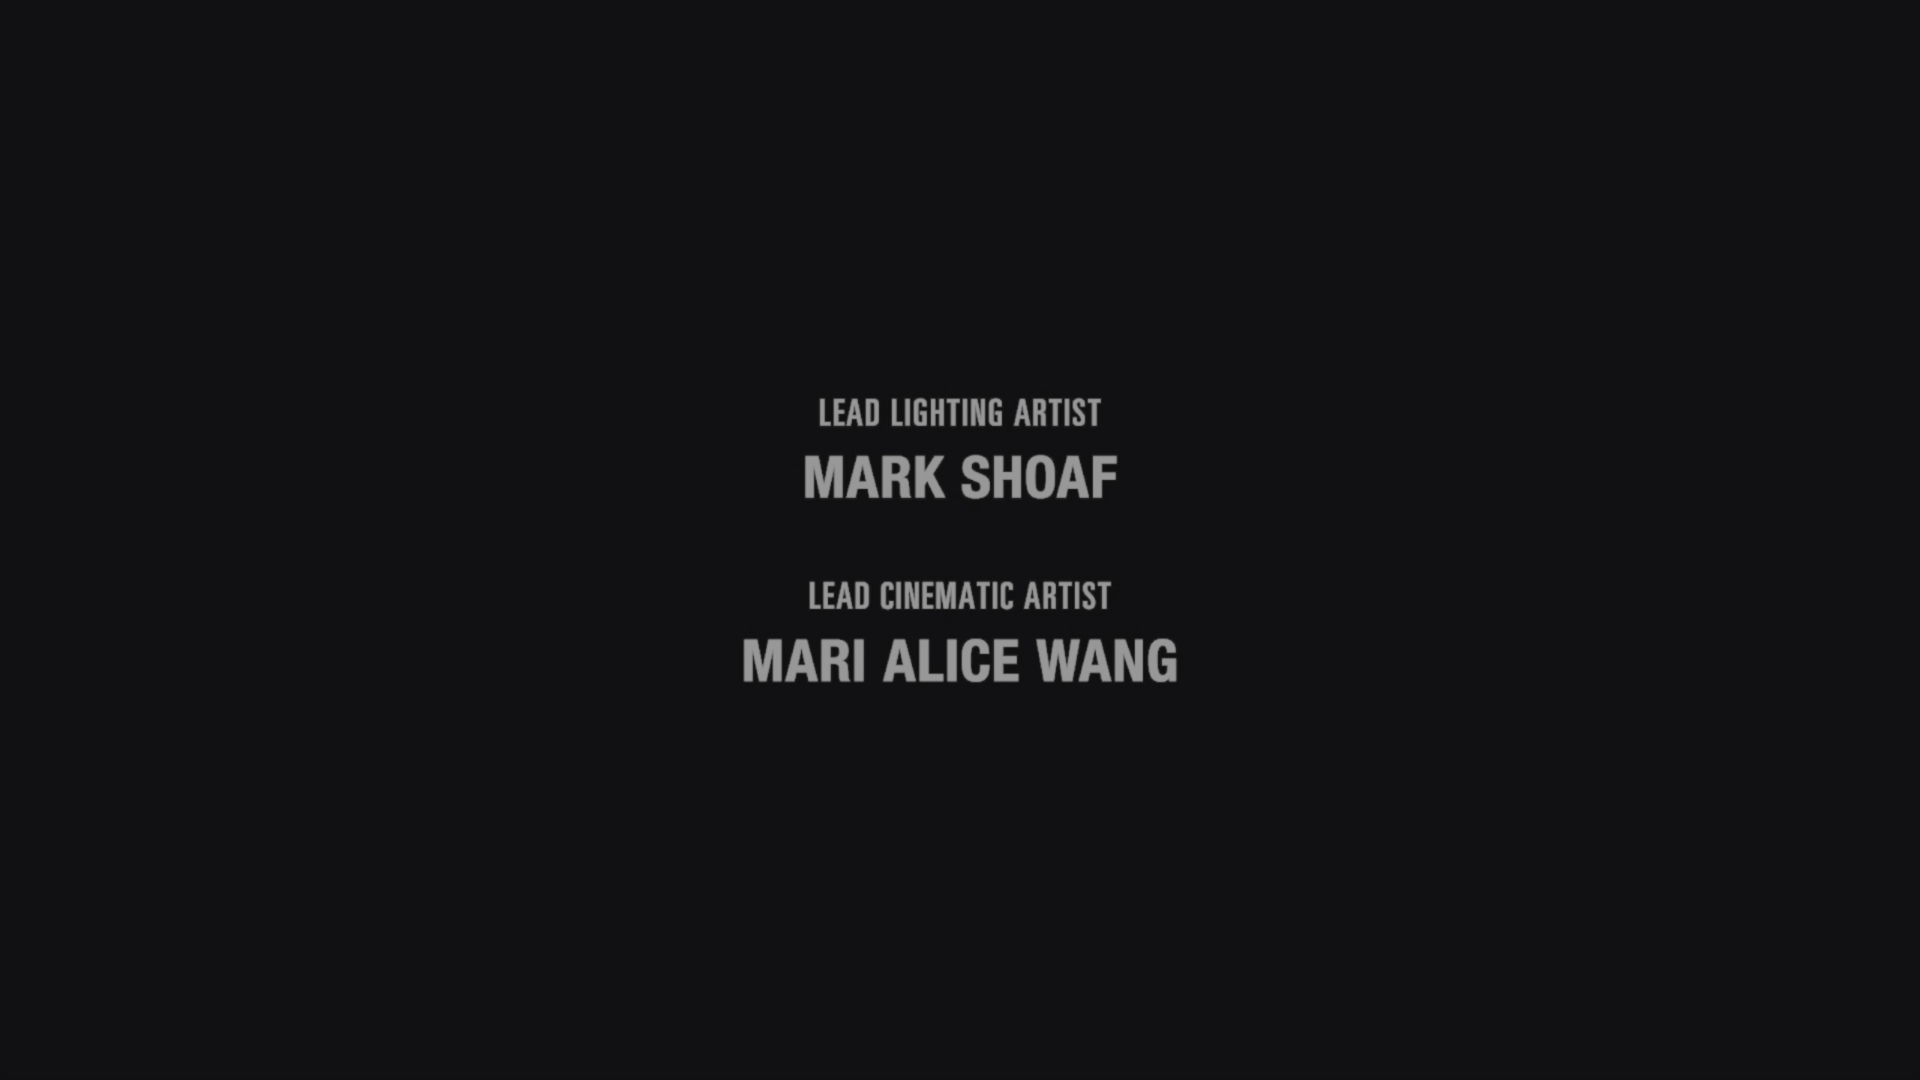 LEAD LIGHTING ARTIST
MARK SHOAF
LEAD CINEMATIC ARTIST
MARI ALICE WANG